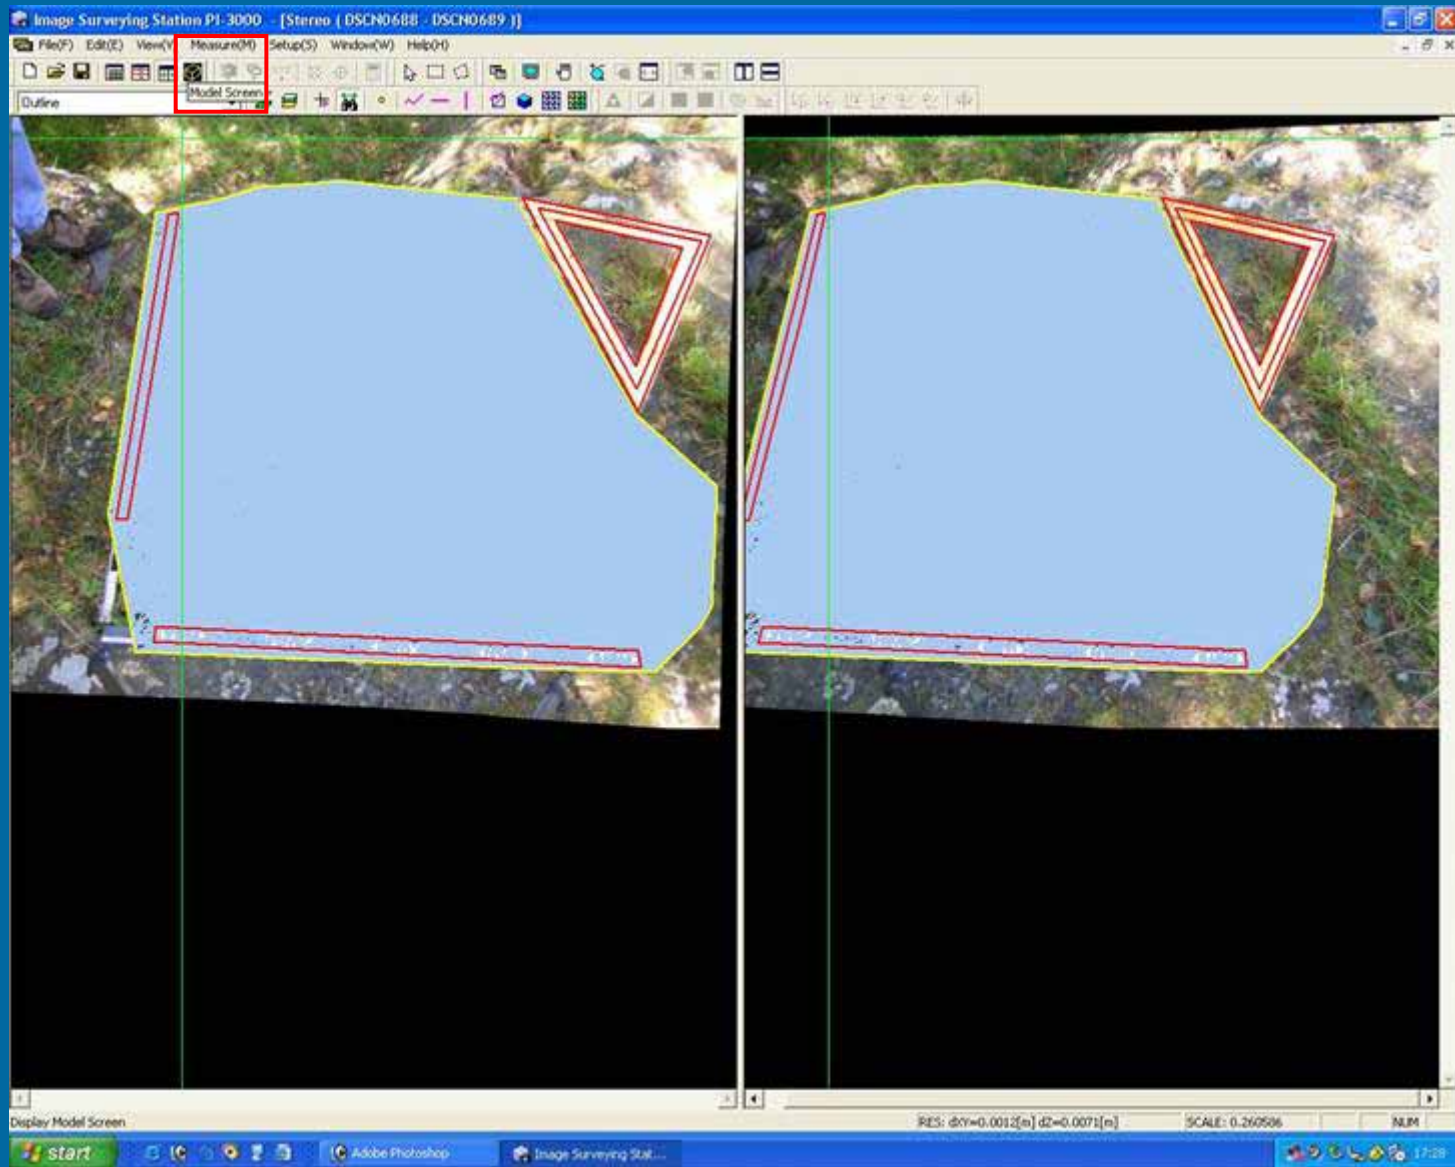 Image Surveying Station PI-3000 - [Stereo ( DSCN0688 - DSCN0689 )]
File(F) Edit(E) View(V Measure(M) Setup(S) Window(W) Help(H)
Model Screen
Outline
Display Model Screen
RES: dXY=0.0012[m] dZ=0.0071[m]
SCALE: 0.260586
NUM
start
Adobe Photoshop
Image Surveying Stat...
17:28